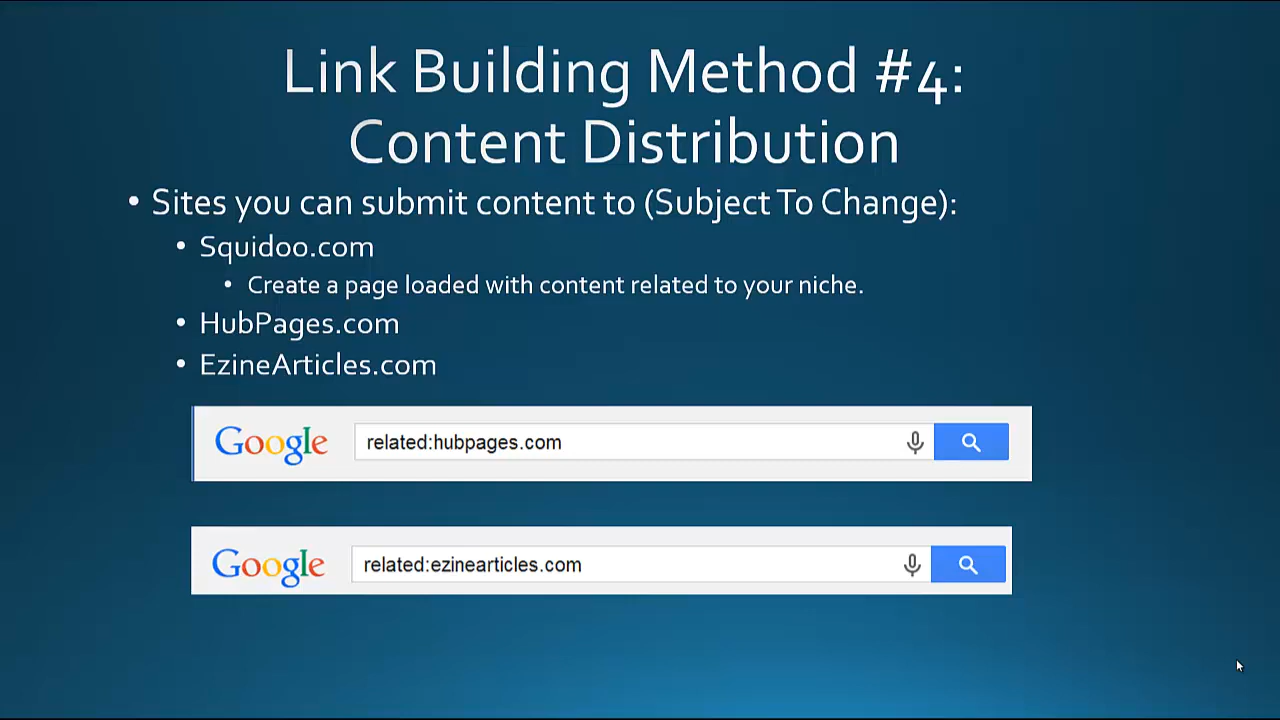 Link Building Method #4:
Content Distribution
• Sites you can submit content to (Subject To Change):
• Squidoo.com
• Create a page loaded with content related to your niche.
• HubPages.com
• EzineArticles.com
Google related:hubpages.com
Google related:ezinearticles.com